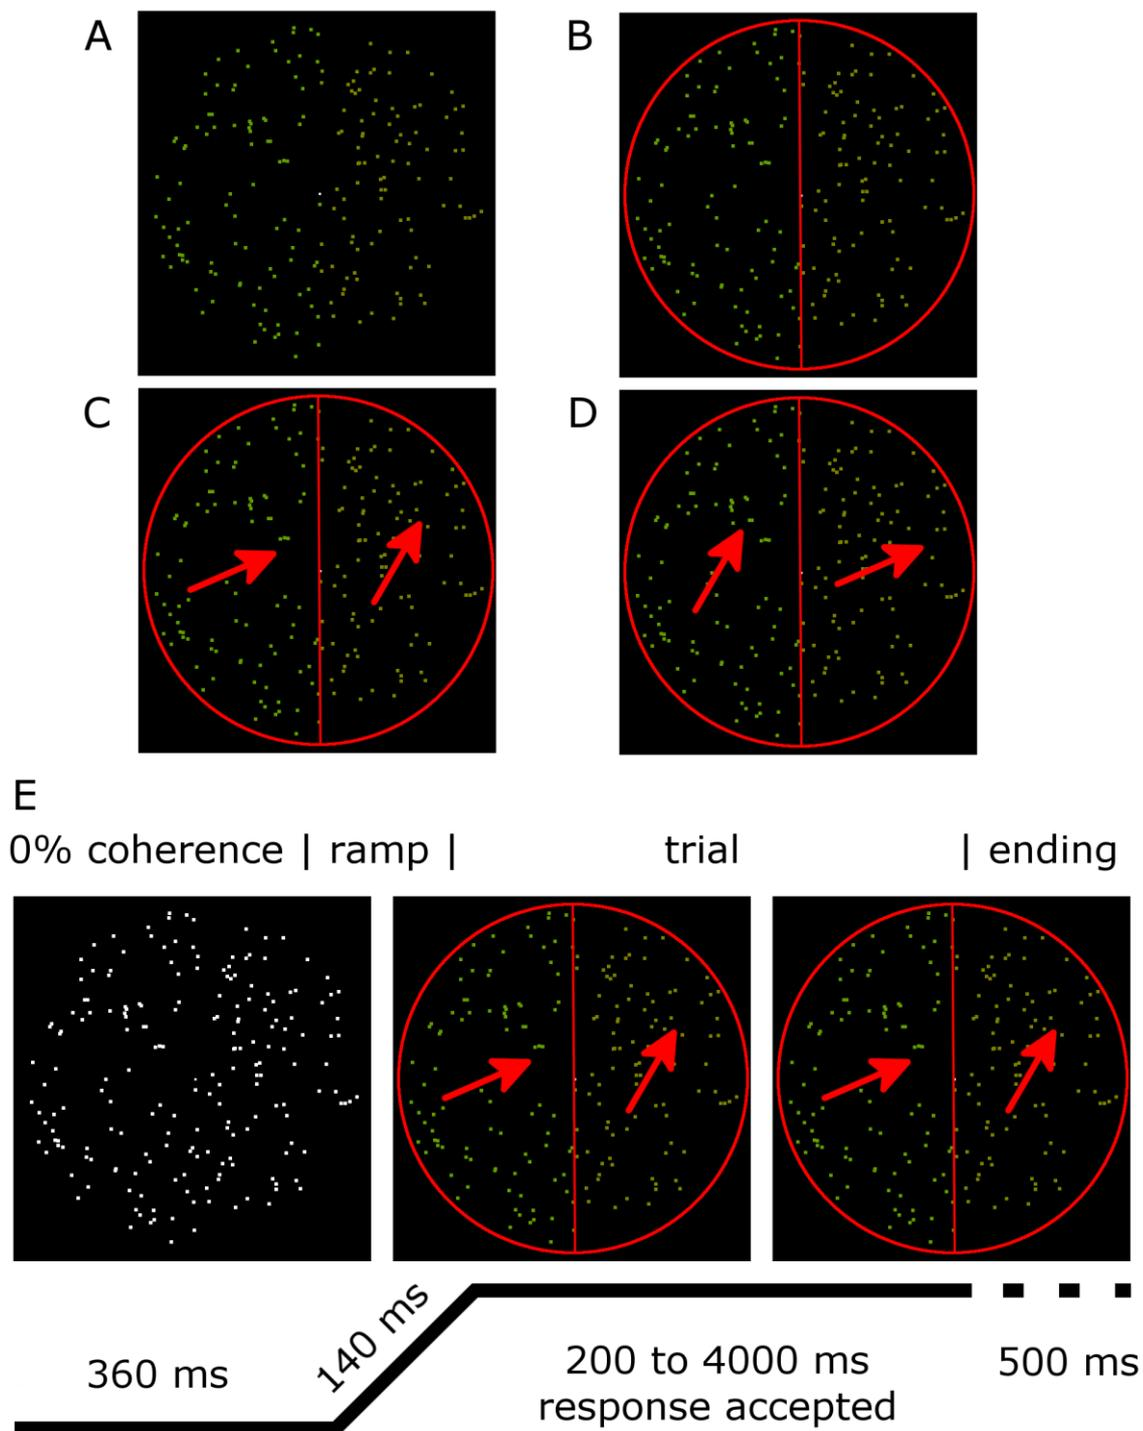 A
B
C
D
E
0% coherence | ramp | trial | ending
360 ms
140 ms
200 to 4000 ms
response accepted
500 ms